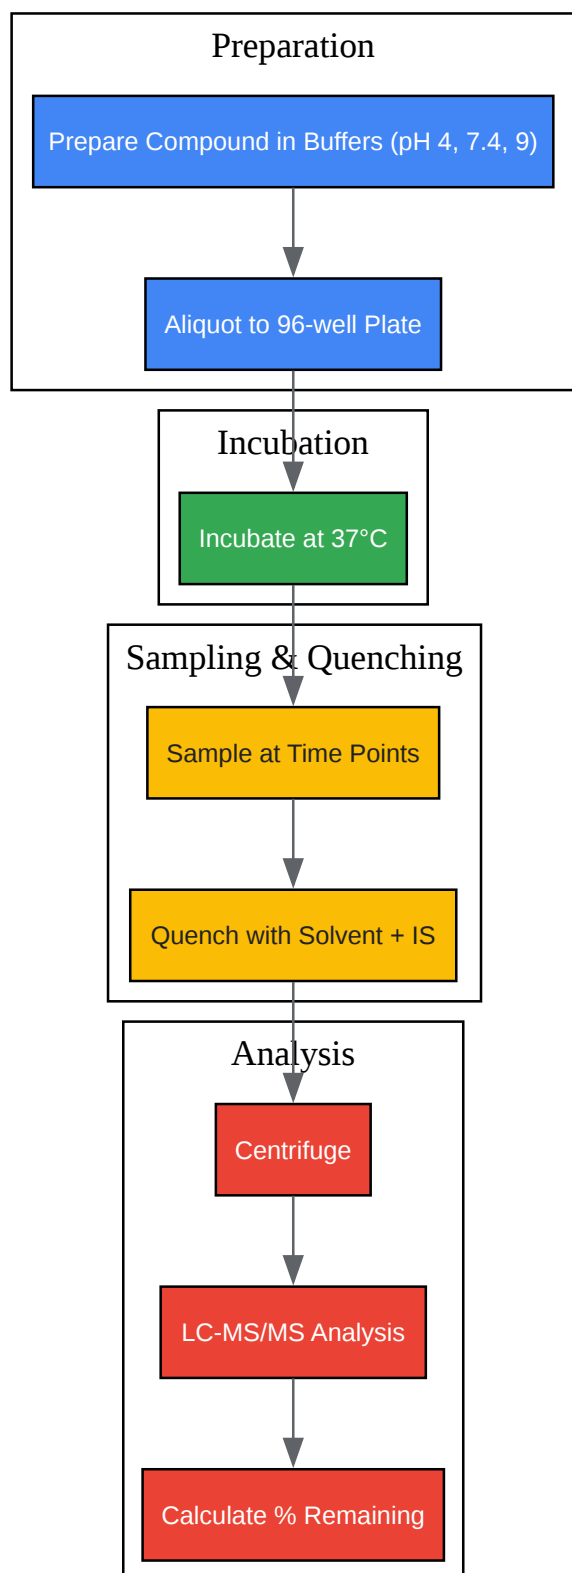 Preparation
Prepare Compound in Buffers (pH 4, 7.4, 9)
Aliquot to 96-well Plate
Incubation
Incubate at 37°C
Sampling & Quenching
Sample at Time Points
Quench with Solvent + IS
Analysis
Centrifuge
LC-MS/MS Analysis
Calculate % Remaining